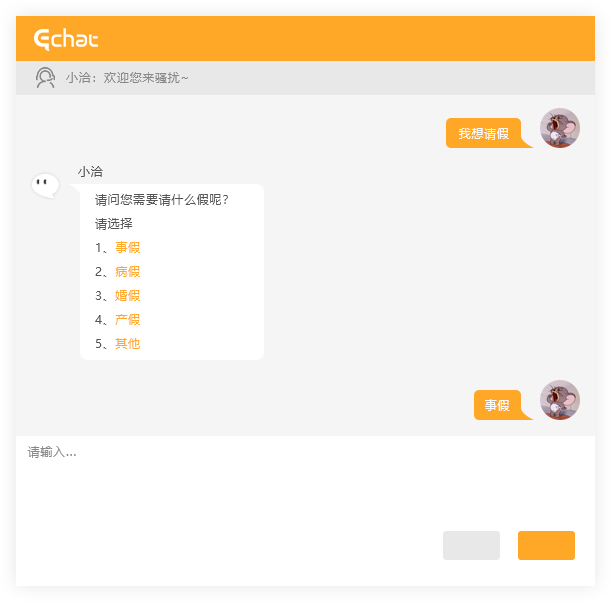 Gchat
小洽：欢迎您来骚扰~
我想请假
小洽
请问您需要请什么假呢？
请选择
1、事假
2、病假
3、婚假
4、产假
5、其他
事假
请输入...